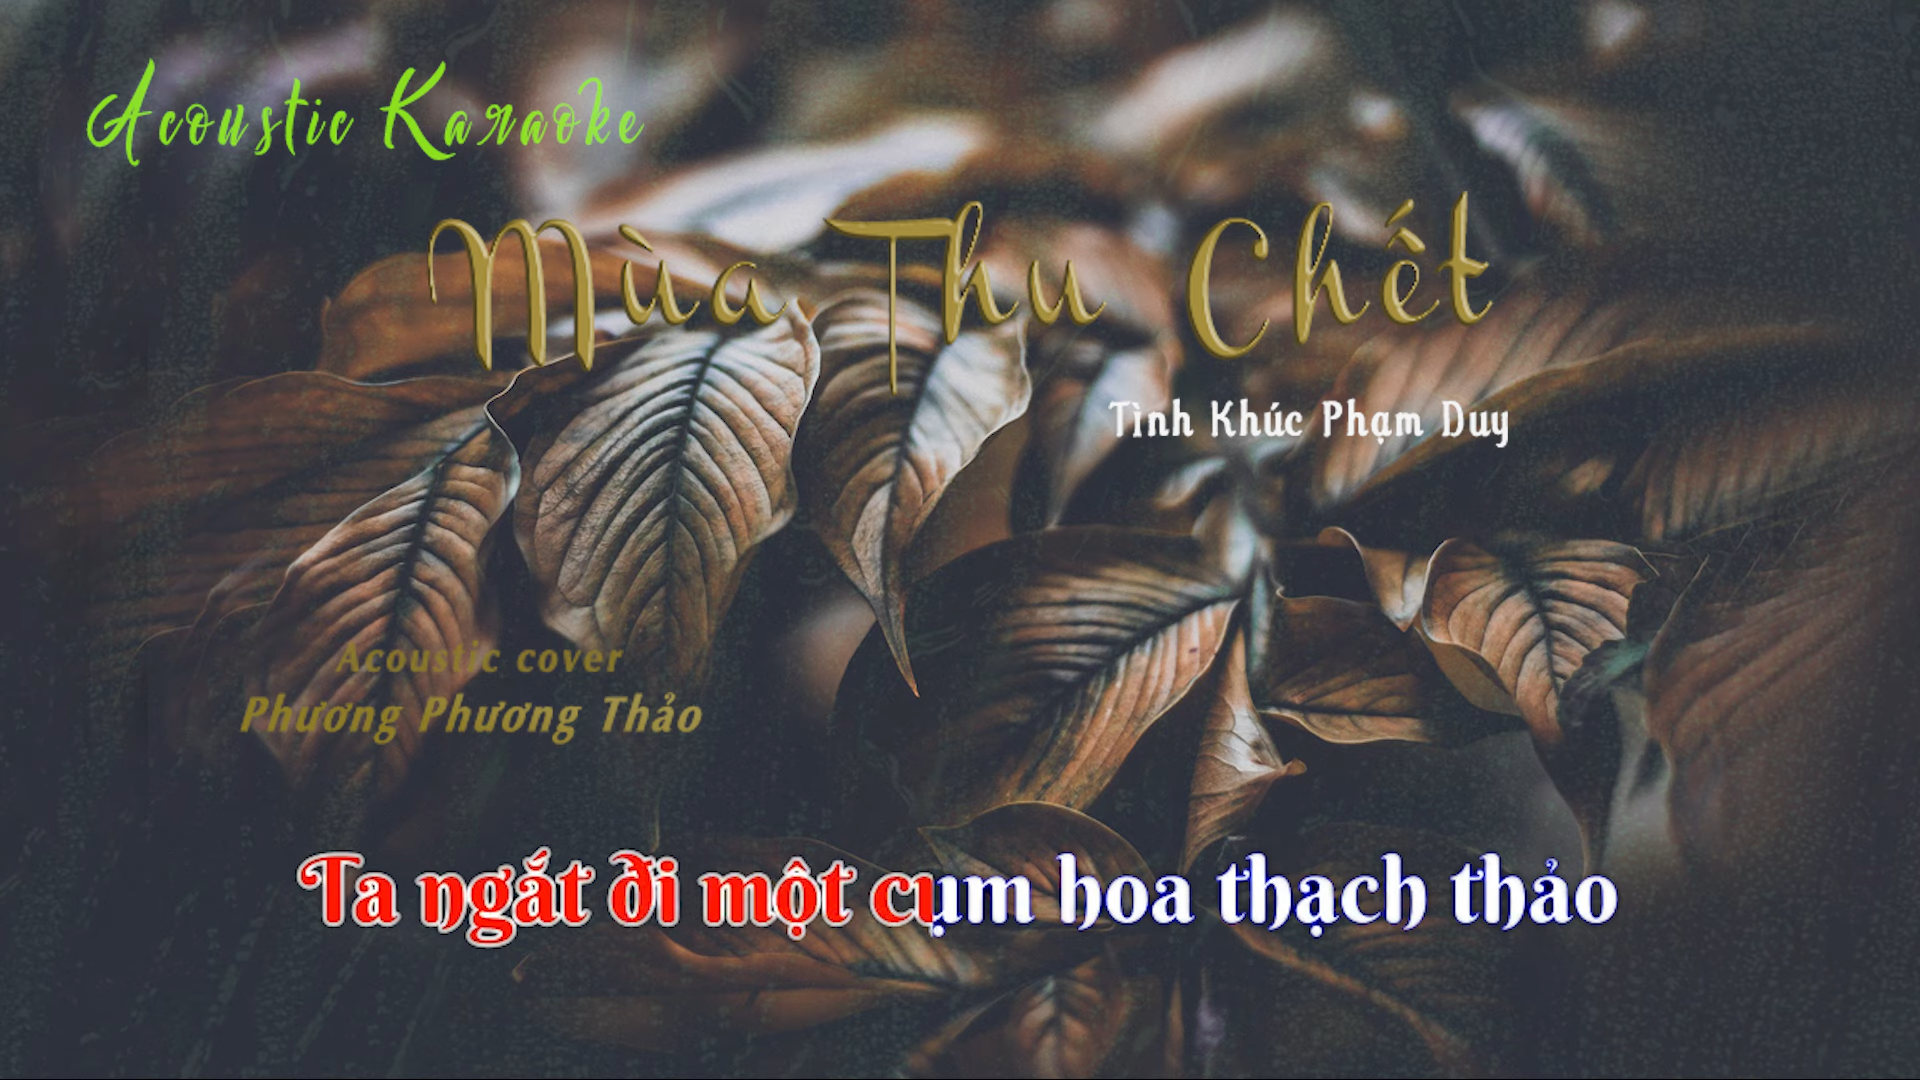 Acoustic Karaoke
Mùa Thu Chết
Tình Khúc Phạm Duy
Acoustic cover
Phương Phương Thảo
Ta ngắt đi một cụm hoa thạch thảo